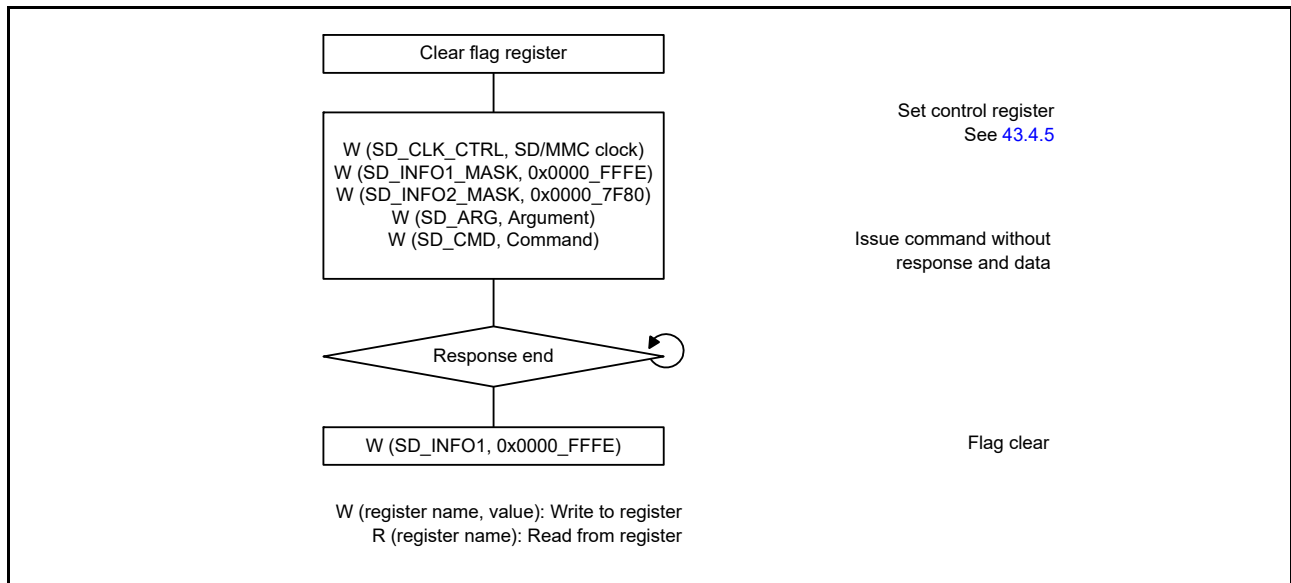 Clear flag register
Set control register
See 43.4.5
W (SD_CLK_CTRL, SD/MMC clock)
W (SD_INFO1_MASK, 0x0000_FFFE)
W (SD_INFO2_MASK, 0x0000_7F80)
W (SD_ARG, Argument)
W (SD_CMD, Command)
Issue command without
response and data
Response end
W (SD_INFO1, 0x0000_FFFE)
Flag clear
W (register name, value): Write to register
R (register name): Read from register